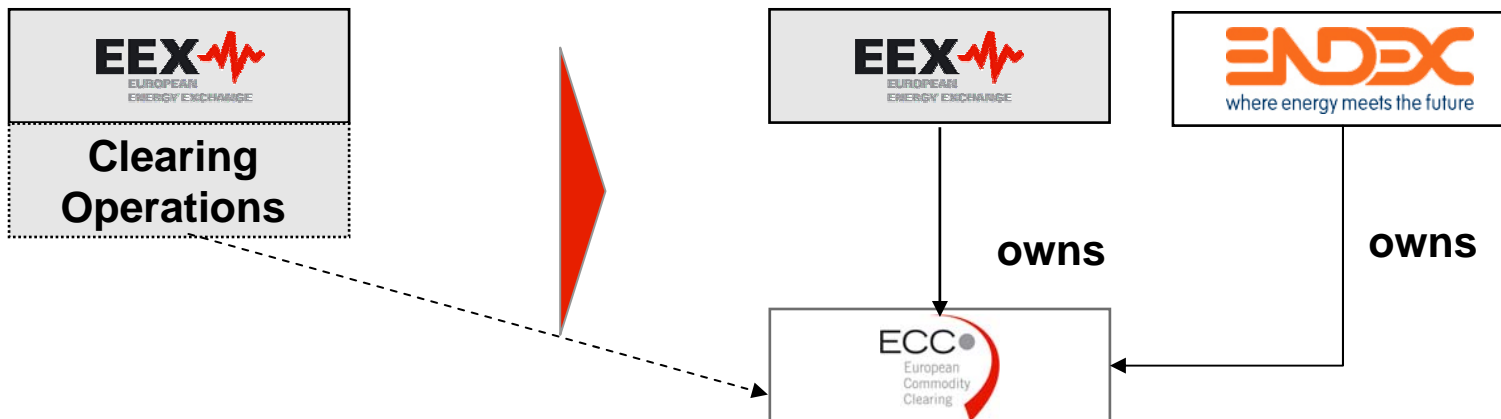 EEX
EUROPEAN
ENERGY EXCHANGE
Clearing
Operations
EEX
EUROPEAN
ENERGY EXCHANGE
ENDEX
where energy meets the future
owns
owns
ECC
European
Commodity
Clearing